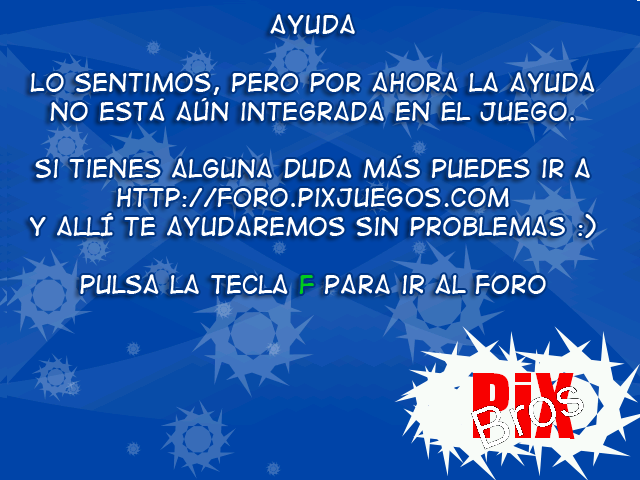 AYUDA
LO SENTIMOS, PERO POR AHORA LA AYUDA
NO ESTÁ AÚN INTEGRADA EN EL JUEGO.
SI TIENES ALGUNA DUDA MÁS PUEDES IR A
HTTP://FORO.PIXJUEGOS.COM
Y ALLÍ TE AYUDAREMOS SIN PROBLEMAS :)
PULSA LA TECLA F PARA IR AL FORO
PiX
Bros